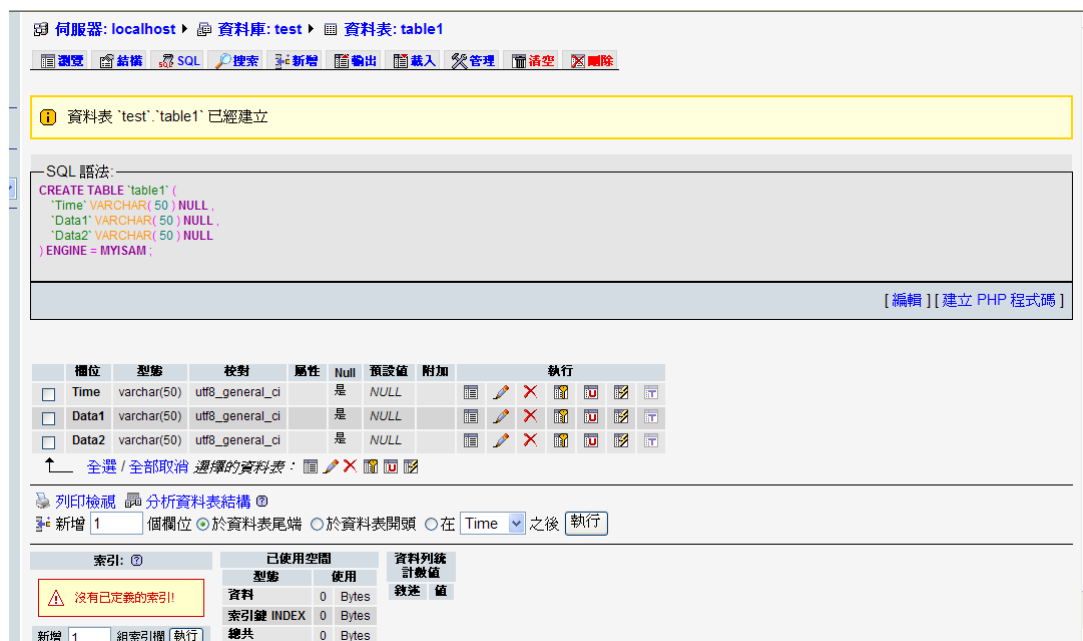 伺服器: localhost 資料庫: test 資料表: table1
瀏覽 結構 SQL 搜索 新增 輸出 載入 管理 清空 刪除
資料表 `test`.`table1` 已經建立
SQL 語法:
CREATE TABLE `table1` (
`Time` VARCHAR( 50 ) NULL ,
`Data1` VARCHAR( 50 ) NULL ,
`Data2` VARCHAR( 50 ) NULL
) ENGINE = MYISAM ;
[ 編輯 ] [ 建立 PHP 程式碼 ]
欄位 型態 校對 屬性 Null 預設值 附加 執行
Time varchar(50) utf8_general_ci 是 NULL
Data1 varchar(50) utf8_general_ci 是 NULL
Data2 varchar(50) utf8_general_ci 是 NULL
全選 / 全部取消 選擇的資料表:
列印檢視 分析資料表結構
新增 1 個欄位 於資料表尾端 於資料表開頭 在 Time 之後 執行
索引: 已使用空間 資料列統計數值
型態 使用 敘述 值
沒有已定義的索引!
資料 0 Bytes
索引鍵 INDEX 0 Bytes
新增 1 組索引欄 執行
總共 0 Bytes